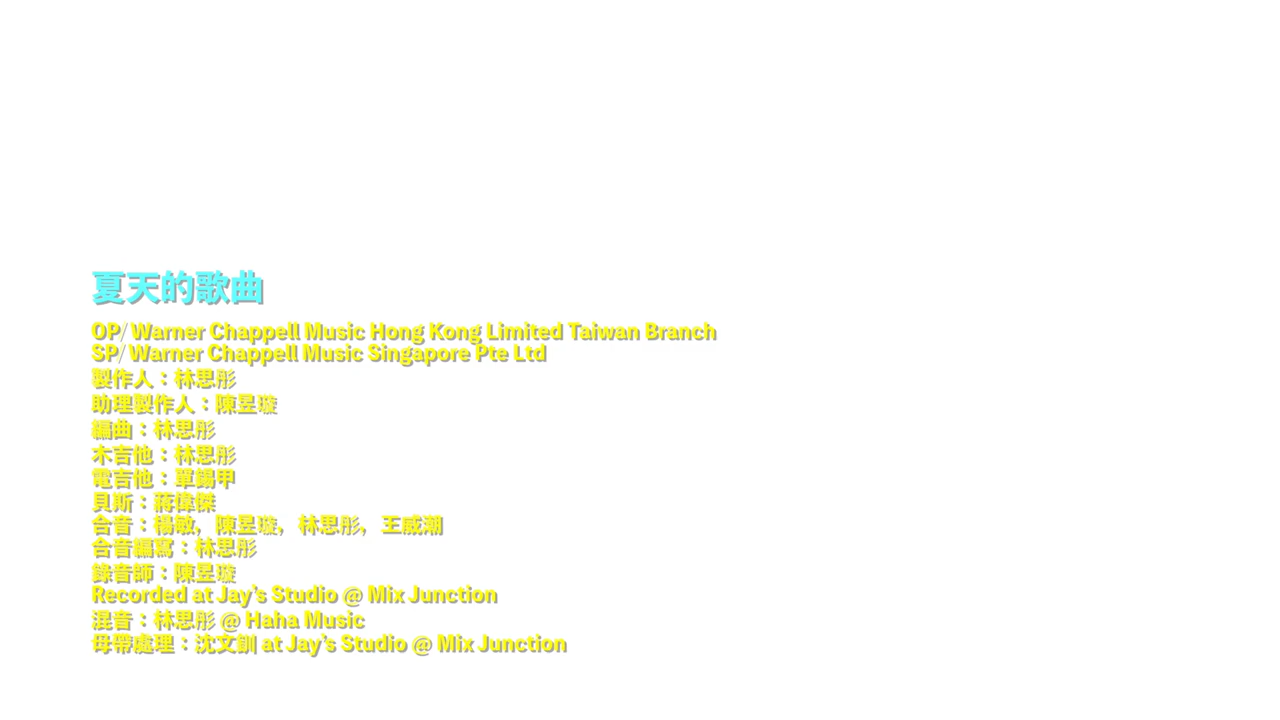 夏天的歌曲
OP/ Warner Chappell Music Hong Kong Limited Taiwan Branch
SP/ Warner Chappell Music Singapore Pte Ltd
製作人：林思彤
助理製作人：陳昱璇
編曲：林思彤
木吉他：林思彤
電吉他：單錫甲
貝斯：蔣偉傑
合音：楊敏，陳昱璇，林思彤，王威潮
合音編寫：林思彤
錄音師：陳昱璇
Recorded at Jay's Studio @ Mix Junction
混音：林思彤 @ Haha Music
母帶處理：沈文釧 at Jay's Studio @ Mix Junction